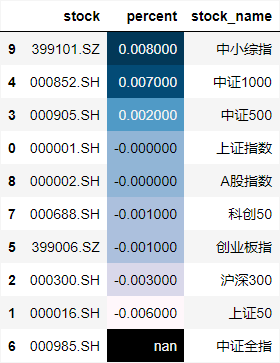 stock percent stock_name
9 399101.SZ 0.008000 中小综指
4 000852.SH 0.007000 中证1000
3 000905.SH 0.002000 中证500
0 000001.SH -0.000000 上证指数
8 000002.SH -0.000000 A股指数
7 000688.SH -0.001000 科创50
5 399006.SZ -0.001000 创业板指
2 000300.SH -0.003000 沪深300
1 000016.SH -0.006000 上证50
6 000985.SH nan 中证全指